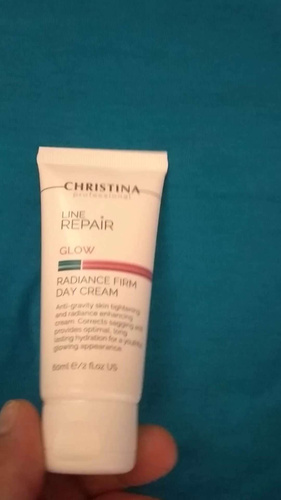 CHRISTINA
professional
LINE
REPAIR
GLOW
RADIANCE FIRM
DAY CREAM
Anti-gravity skin tightening
and radiance enhancing
cream. Corrects sagging and
provides optimal, long
lasting hydration for a youthful
glowing appearance.
60ml ℮/2 fl.oz US